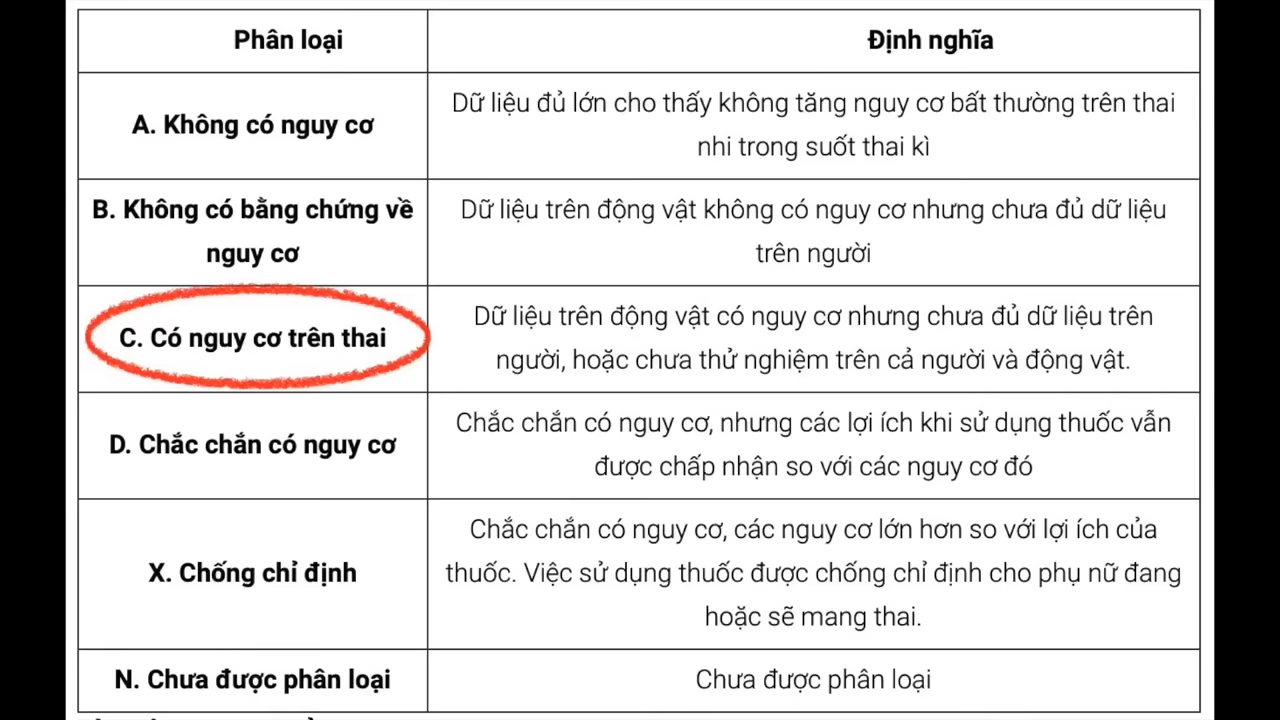 Phân loại
Định nghĩa
A. Không có nguy cơ
Dữ liệu đủ lớn cho thấy không tăng nguy cơ bất thường trên thai
nhi trong suốt thai kì
B. Không có bằng chứng về
nguy cơ
Dữ liệu trên động vật không có nguy cơ nhưng chưa đủ dữ liệu
trên người
C. Có nguy cơ trên thai
Dữ liệu trên động vật có nguy cơ nhưng chưa đủ dữ liệu trên
người, hoặc chưa thử nghiệm trên cả người và động vật.
D. Chắc chắn có nguy cơ
Chắc chắn có nguy cơ, nhưng các lợi ích khi sử dụng thuốc vẫn
được chấp nhận so với các nguy cơ đó
X. Chống chỉ định
Chắc chắn có nguy cơ, các nguy cơ lớn hơn so với lợi ích của
thuốc. Việc sử dụng thuốc được chống chỉ định cho phụ nữ đang
hoặc sẽ mang thai.
N. Chưa được phân loại
Chưa được phân loại